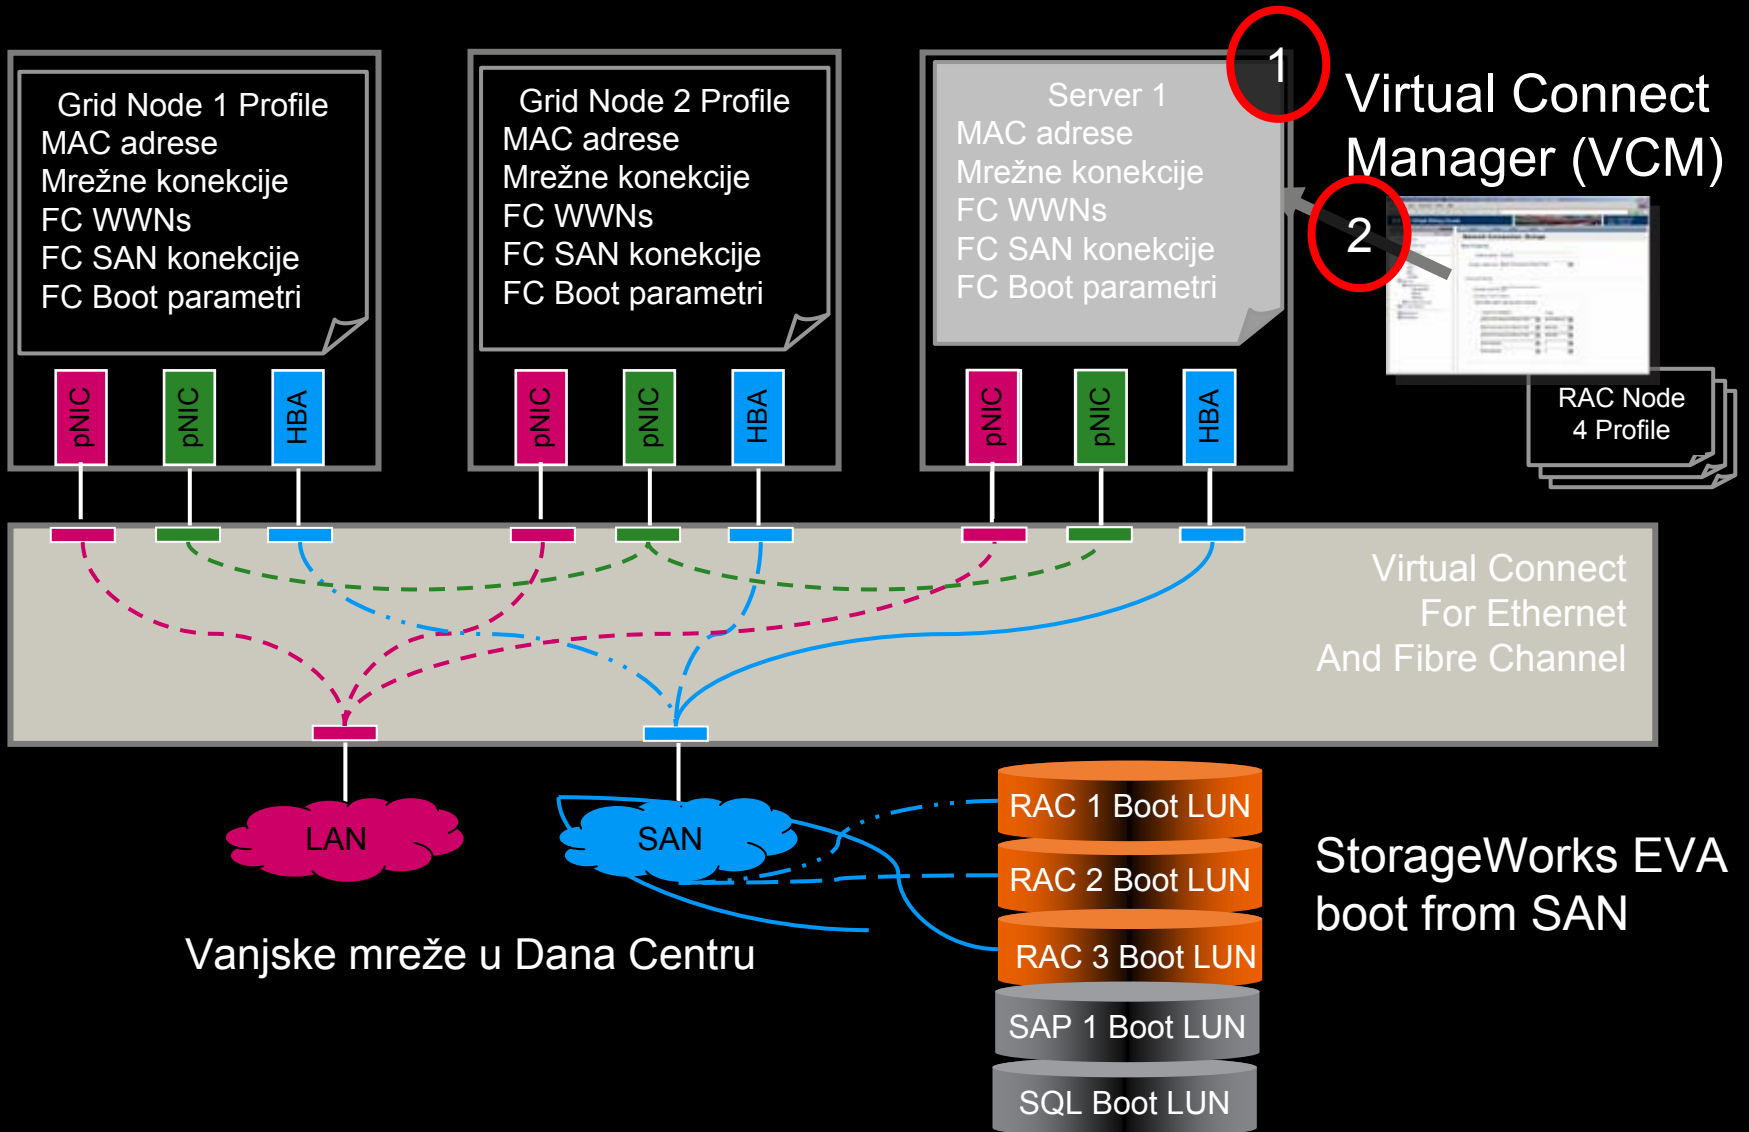 Grid Node 1 Profile
MAC adrese
Mrežne konekcije
FC WWNs
FC SAN konekcije
FC Boot parametri
Grid Node 2 Profile
MAC adrese
Mrežne konekcije
FC WWNs
FC SAN konekcije
FC Boot parametri
1
Server 1
MAC adrese
Mrežne konekcije
FC WWNs
FC SAN konekcije
FC Boot parametri
Virtual Connect
Manager (VCM)
2
RAC Node
4 Profile
pNIC
pNIC
HBA
pNIC
pNIC
HBA
pNIC
pNIC
HBA
Virtual Connect
For Ethernet
And Fibre Channel
LAN
SAN
Vanjske mreže u Dana Centru
RAC 1 Boot LUN
RAC 2 Boot LUN
RAC 3 Boot LUN
SAP 1 Boot LUN
SQL Boot LUN
StorageWorks EVA
boot from SAN